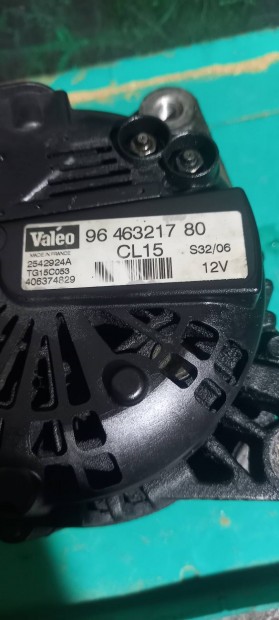 Valeo 96 463217 80
MADE IN FRANCE CL15 S32/06
2542924A
TG15C053 12V
406374829